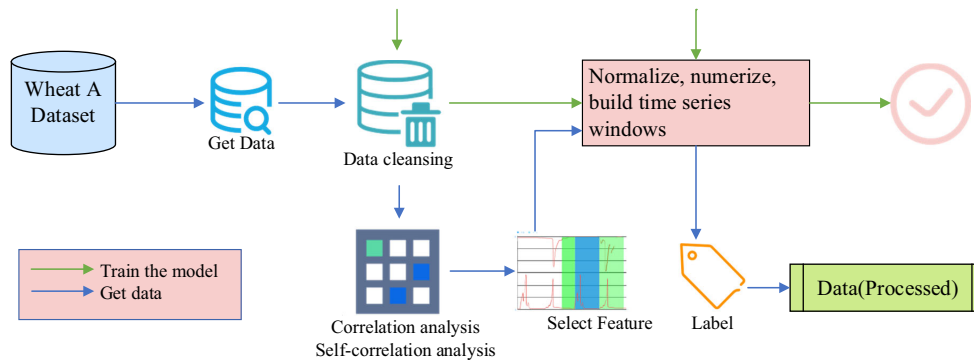 Wheat A
Dataset
Get Data
Data cleansing
Normalize, numerize,
build time series
windows
Train the model
Get data
Correlation analysis
Self-correlation analysis
Select Feature
Label
Data(Processed)